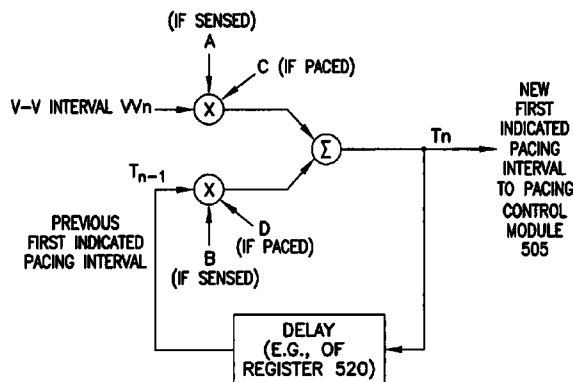 (IF SENSED)
A
C (IF PACED)
V-V INTERVAL VVn
X
Σ
Tn
NEW
FIRST
INDICATED
PACING
INTERVAL
TO PACING
CONTROL
MODULE
505
Tn-1
X
PREVIOUS
FIRST INDICATED
PACING INTERVAL
D
(IF PACED)
B
(IF SENSED)
DELAY
(E.G., OF
REGISTER 520)